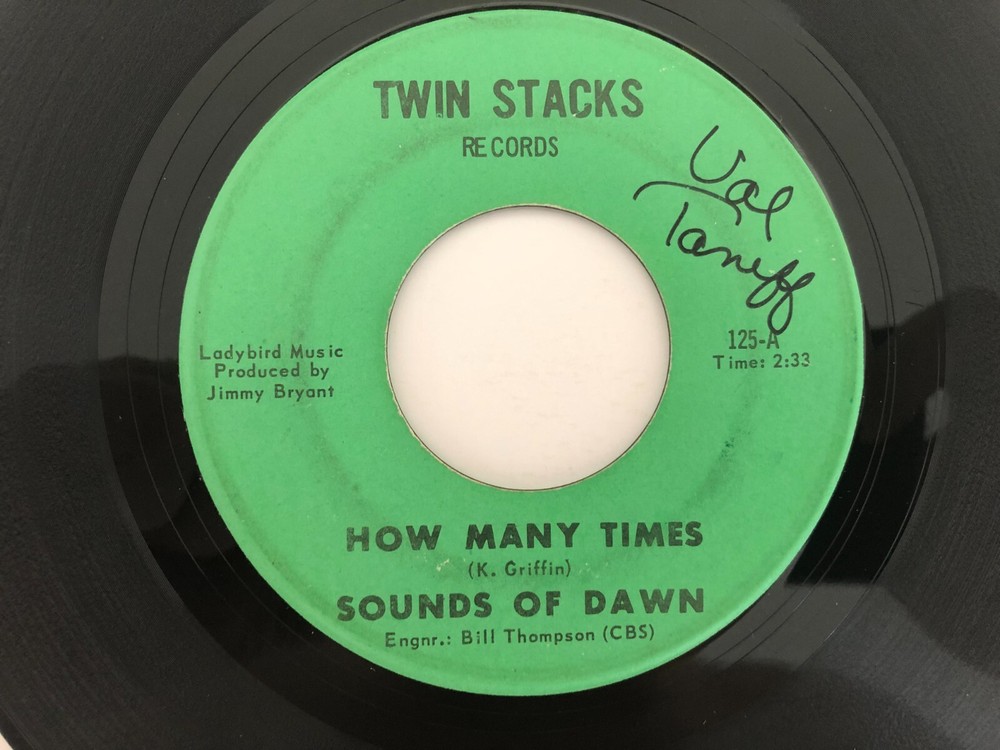 TWIN STACKS
RECORDS
Val
Taneff
125-A
Time: 2:33
Ladybird Music
Produced by
Jimmy Bryant
HOW MANY TIMES
(K. Griffin)
SOUNDS OF DAWN
Engnr.: Bill Thompson (CBS)